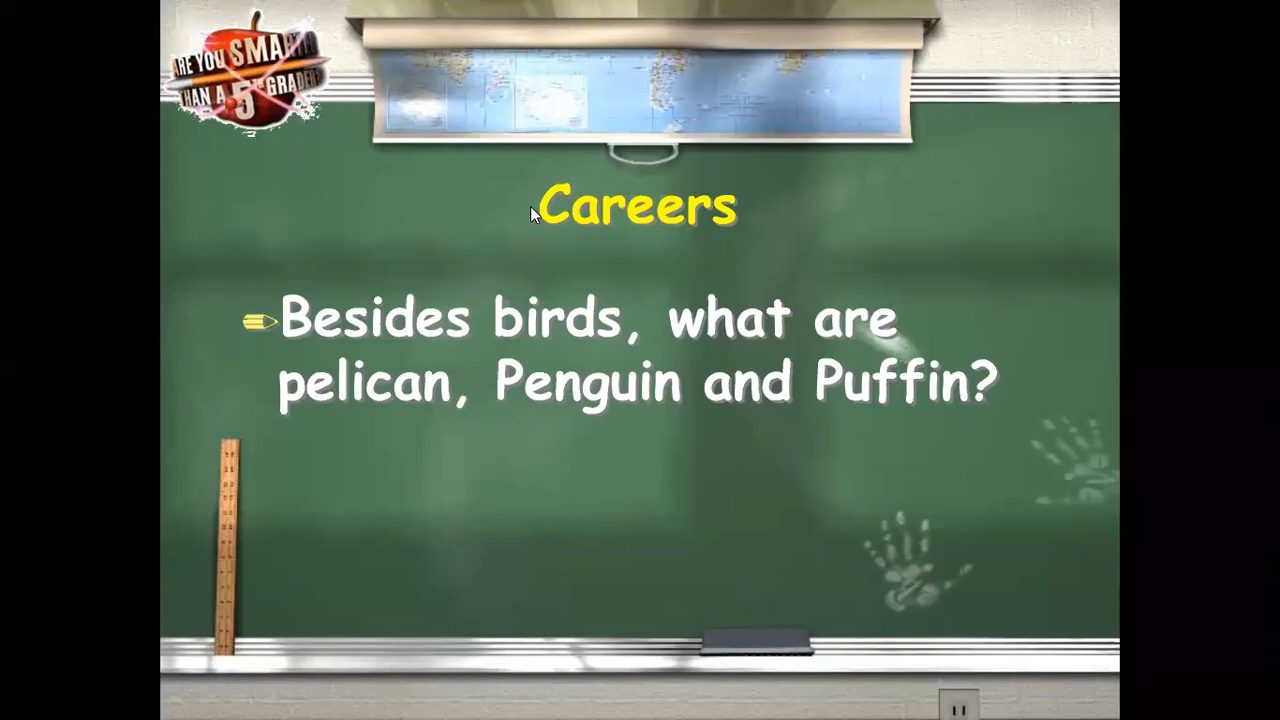 ARE YOU SMARTER
THAN A 5TH GRADER?
Careers
Besides birds, what are
pelican, Penguin and Puffin?